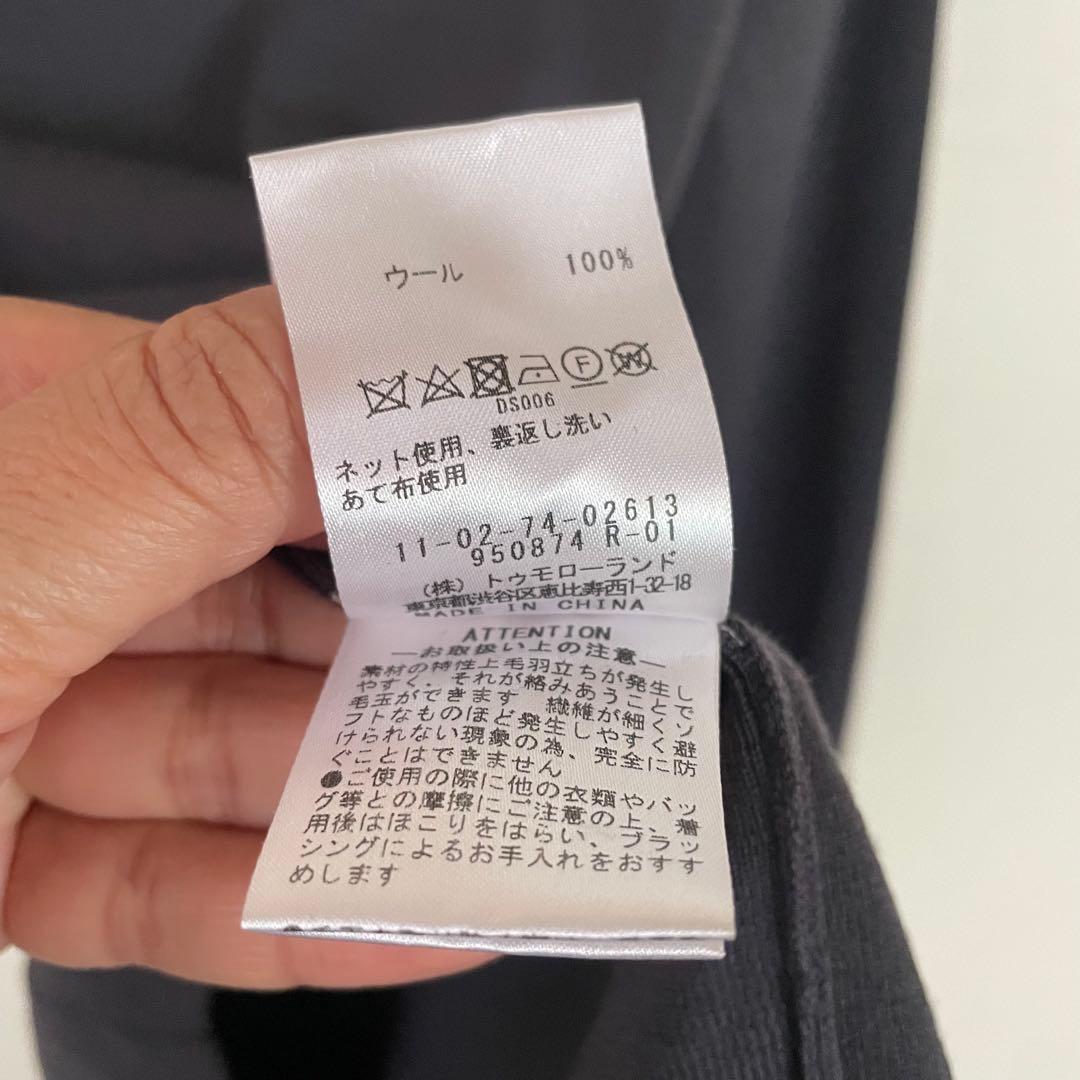 ウール 100%
F W
DS006
ネット使用、裏返し洗い
あて布使用
11-02-74-02613
950874 R-01
(株) トゥモローランド
東京都渋谷区恵比寿西1-32-18
MADE IN CHINA
ATTENTION
―お取扱い上の注意―
素材の特性上毛羽立ちが発生し
やすく、それが絡みあうことで
毛玉ができます 繊維が細くソ
フトなものほど発生しやすく避
けられない現象の為、完全に防
ぐことはできません
●ご使用の際に他の衣類やバッ
グ等との摩擦にご注意の上、着
用後はほこりをはらい、ブラッ
シングによるお手入れをおすす
めします